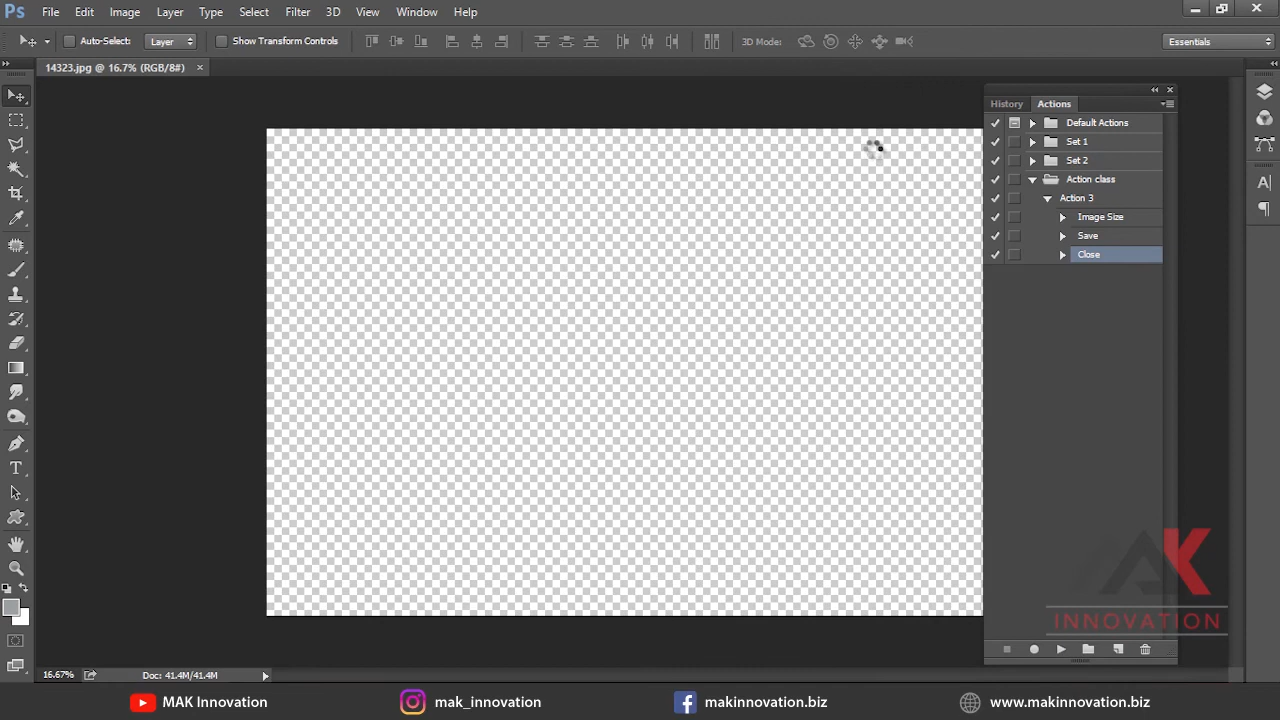 Ps File Edit Image Layer Type Select Filter 3D View Window Help
Auto-Select: Layer Show Transform Controls 3D Mode: Essentials
14323.jpg @ 16.7% (RGB/8#) ×
History Actions
Default Actions
Set 1
Set 2
Action class
Action 3
Image Size
Save
Close
T
A
AK
INNOVATION
16.67% Doc: 41.4M/41.4M
MAK Innovation mak_innovation makinnovation.biz www.makinnovation.biz